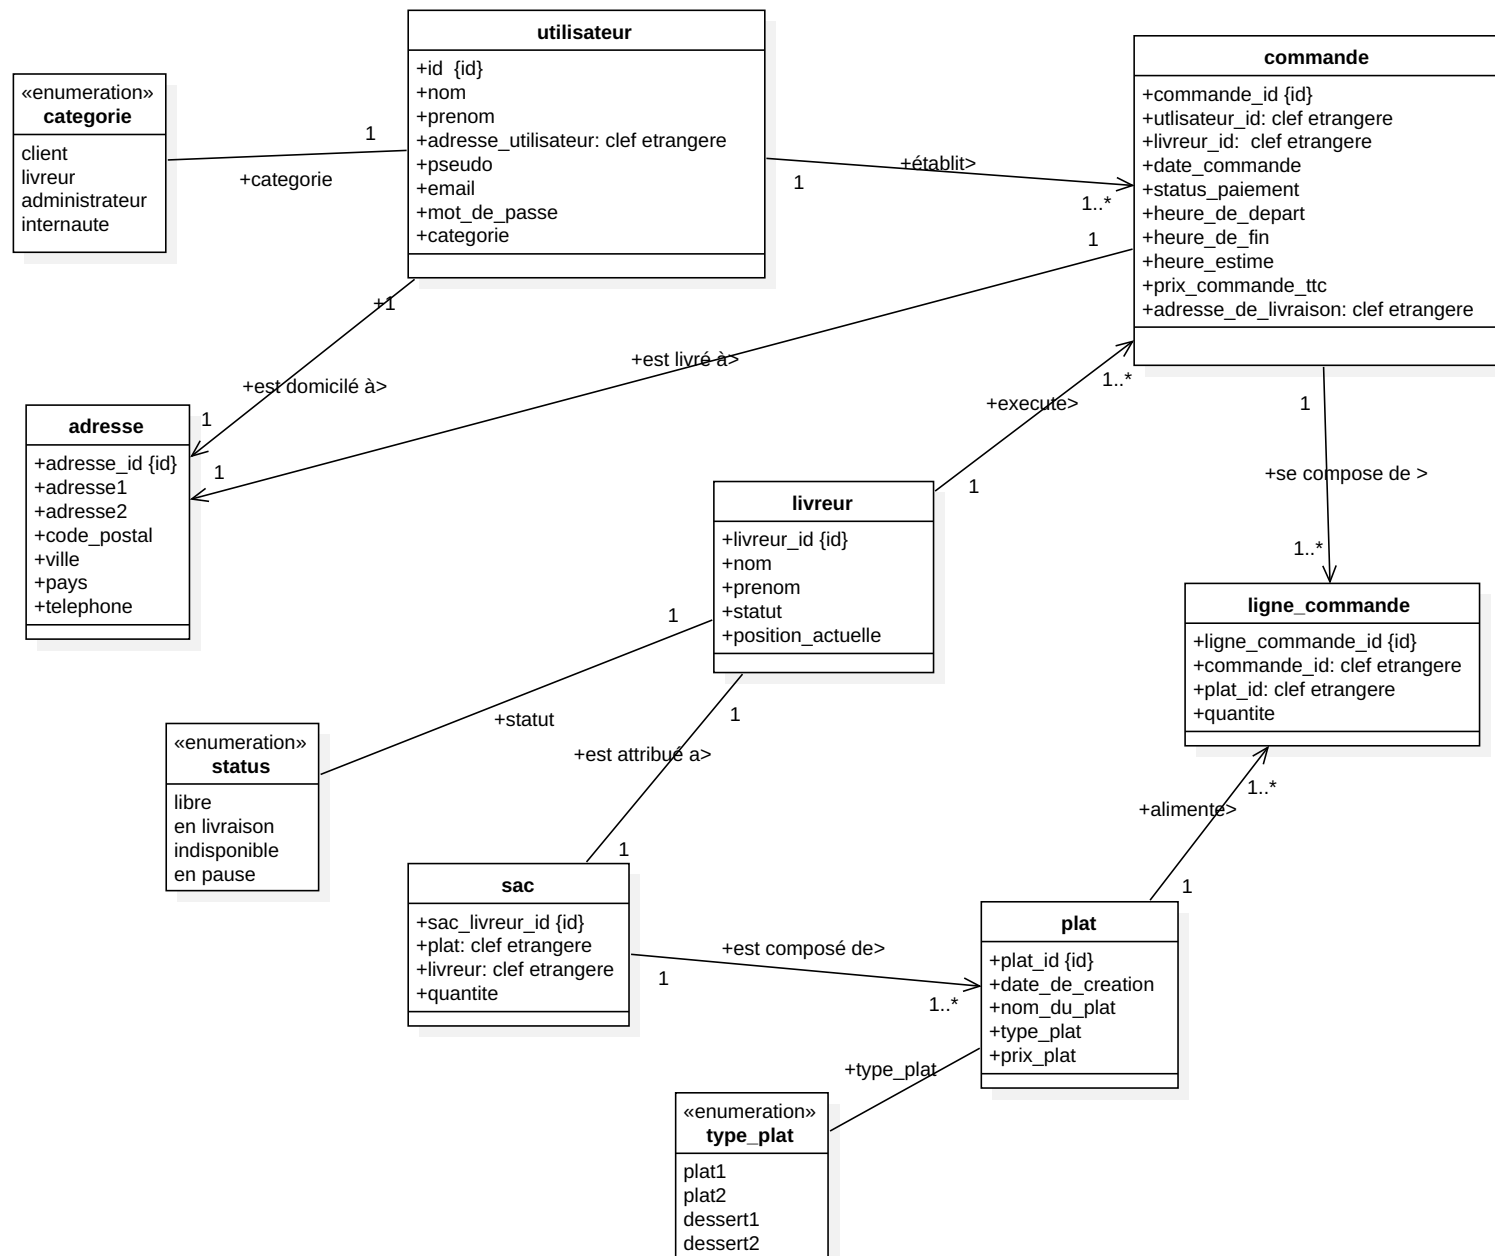 utilisateur
+id  {id}
+nom
+prenom
+adresse_utilisateur: clef etrangere
+pseudo
+email
+mot_de_passe
+categorie
commande
+commande_id {id}
+utlisateur_id: clef etrangere
+livreur_id:  clef etrangere
+date_commande
+status_paiement
+heure_de_depart
+heure_de_fin
+heure_estime
+prix_commande_ttc
+adresse_de_livraison: clef etrangere
«enumeration»
categorie
client
livreur
administrateur
internaute
1
+categorie
+établit>
1
1..*
1
+1
+est livré à>
+est domicilé à>
1
1
1..*
+execute>
1
1
+se compose de >
1..*
adresse
+adresse_id {id}
+adresse1
+adresse2
+code_postal
+ville
+pays
+telephone
livreur
+livreur_id {id}
+nom
+prenom
+statut
+position_actuelle
ligne_commande
+ligne_commande_id {id}
+commande_id: clef etrangere
+plat_id: clef etrangere
+quantite
1
+statut
1
+est attribué a>
1
«enumeration»
status
libre
en livraison
indisponible
en pause
1..*
+alimente>
1
sac
+sac_livreur_id {id}
+plat: clef etrangere
+livreur: clef etrangere
+quantite
+est composé de>
1
1..*
plat
+plat_id {id}
+date_de_creation
+nom_du_plat
+type_plat
+prix_plat
+type_plat
«enumeration»
type_plat
plat1
plat2
dessert1
dessert2